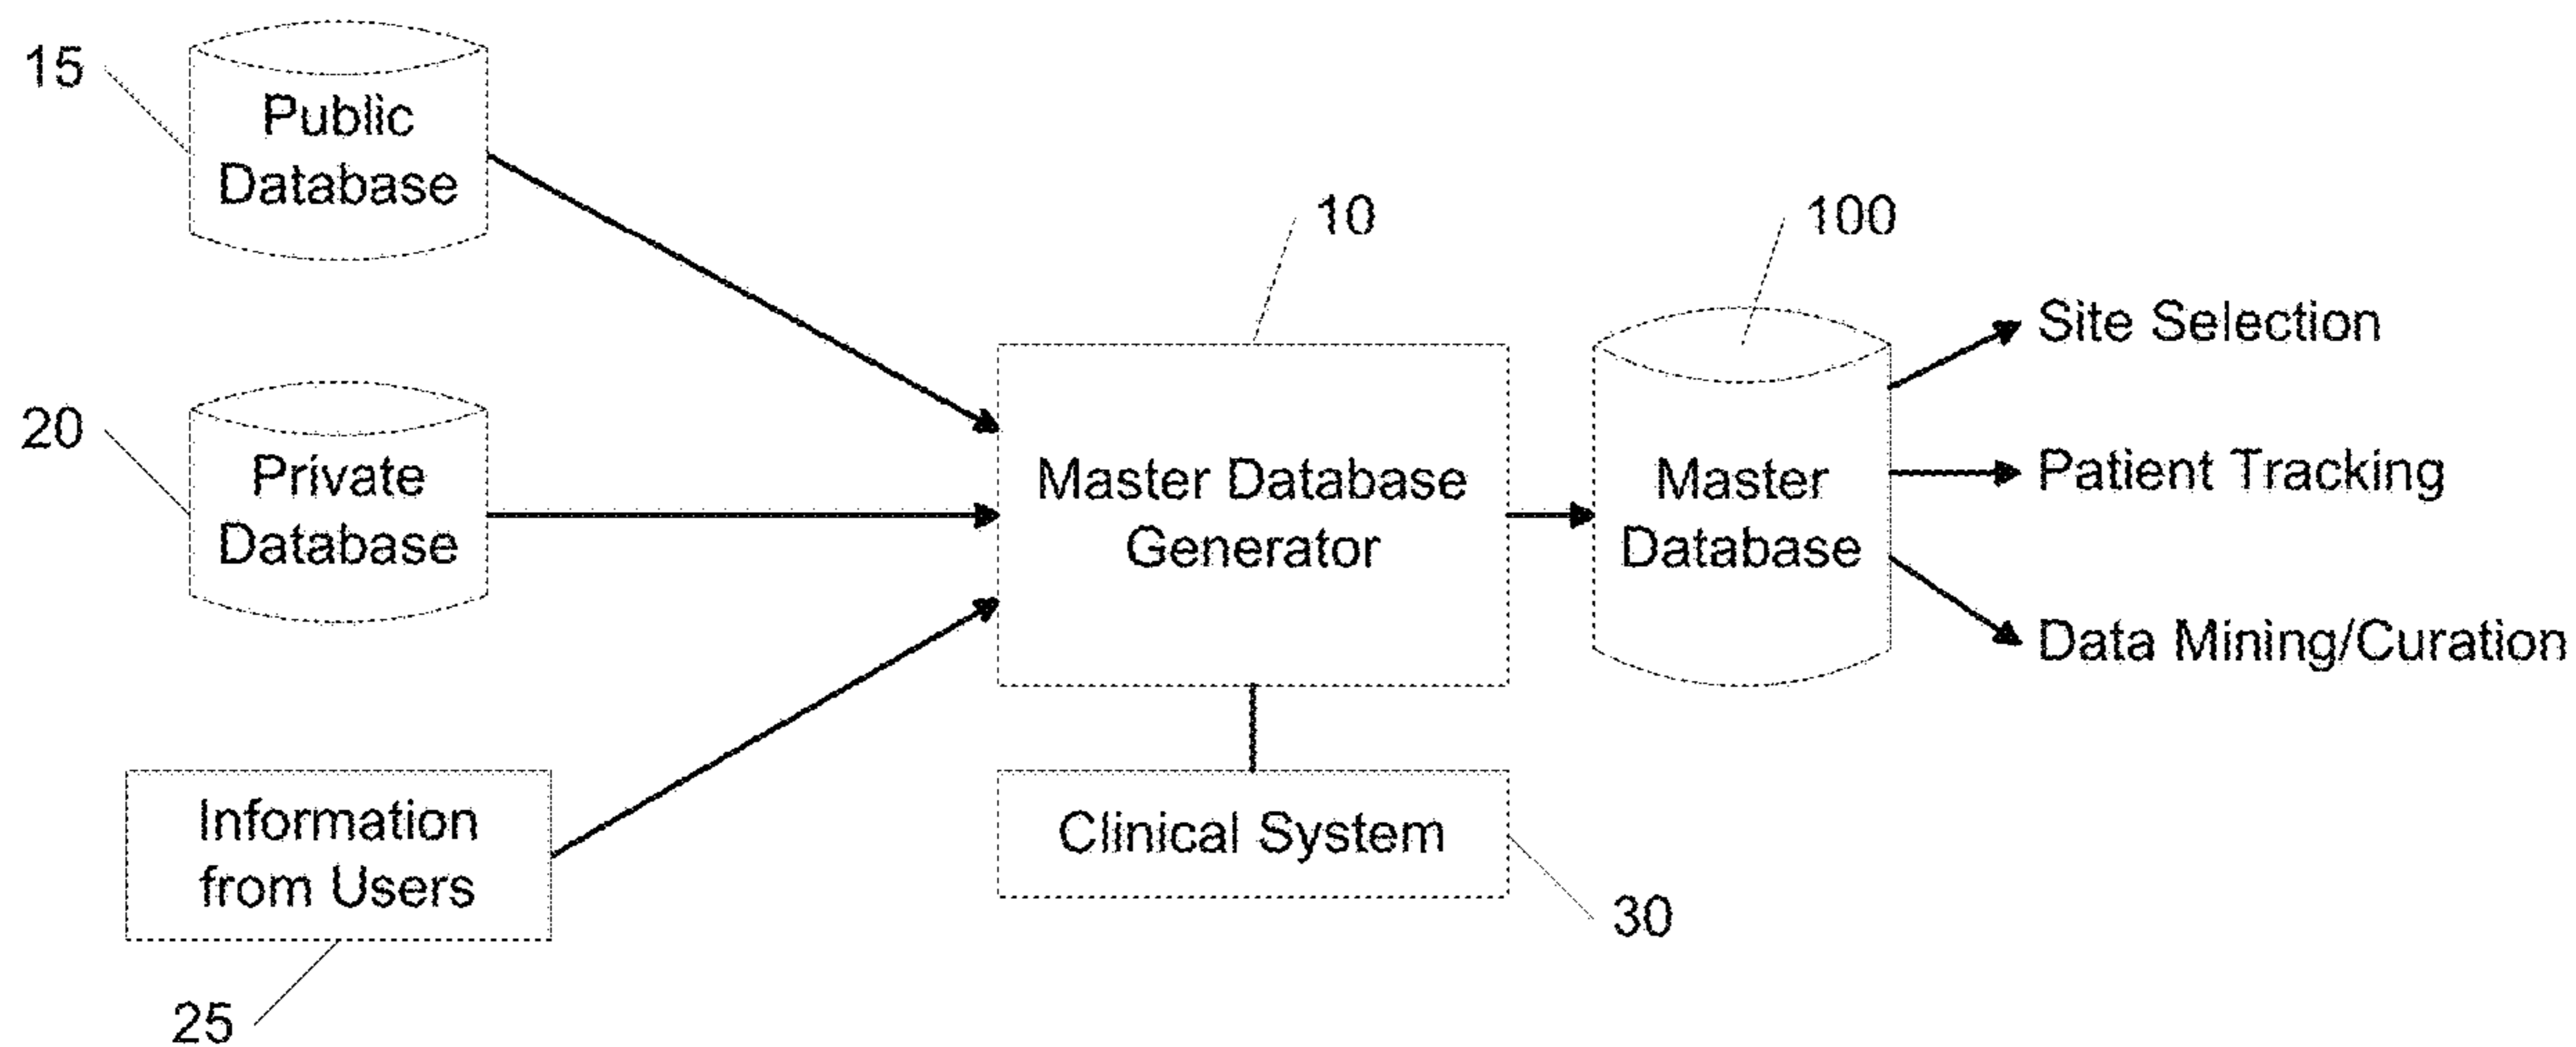 15
Public
Database
10
100
Site Selection
20
Private
Database
Master Database
Generator
Master
Database
Patient Tracking
Data Mining/Curation
Information
from Users
Clinical System
30
25